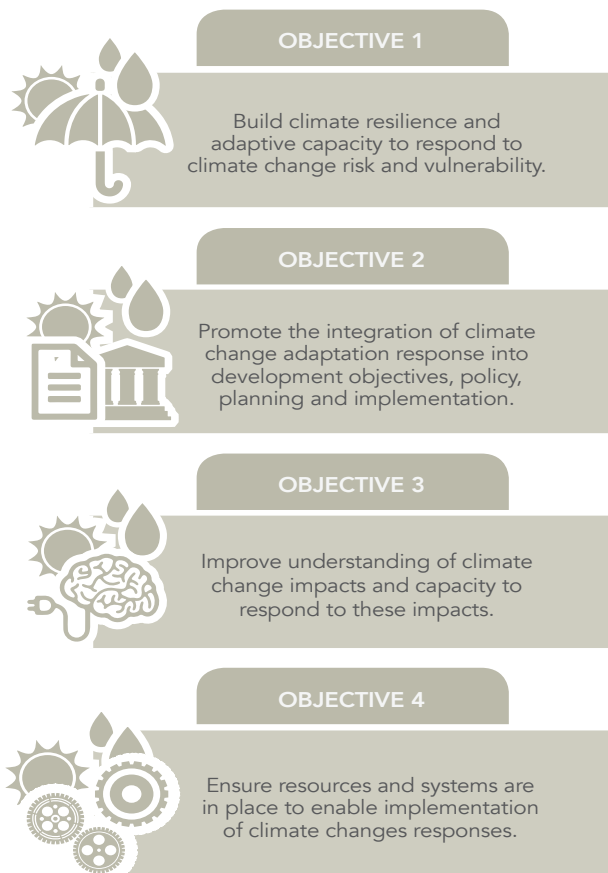 OBJECTIVE 1
Build climate resilience and
adaptive capacity to respond to
climate change risk and vulnerability.
OBJECTIVE 2
Promote the integration of climate
change adaptation response into
development objectives, policy,
planning and implementation.
OBJECTIVE 3
Improve understanding of climate
change impacts and capacity to
respond to these impacts.
OBJECTIVE 4
Ensure resources and systems are
in place to enable implementation
of climate changes responses.